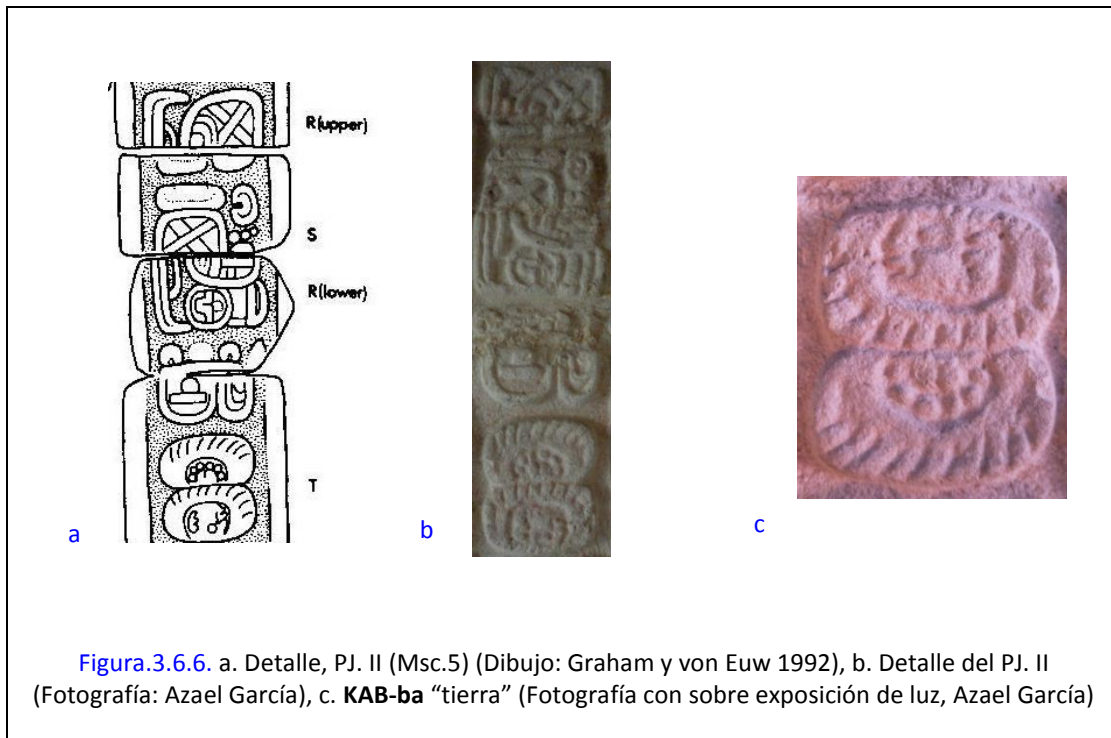 R(upper)
S
R(lower)
T
a
b
c
Figura.3.6.6. a. Detalle, PJ. II (Msc.5) (Dibujo: Graham y von Euw 1992), b. Detalle del PJ. II
(Fotografía: Azael García), c. KAB-ba “tierra” (Fotografía con sobre exposición de luz, Azael García)